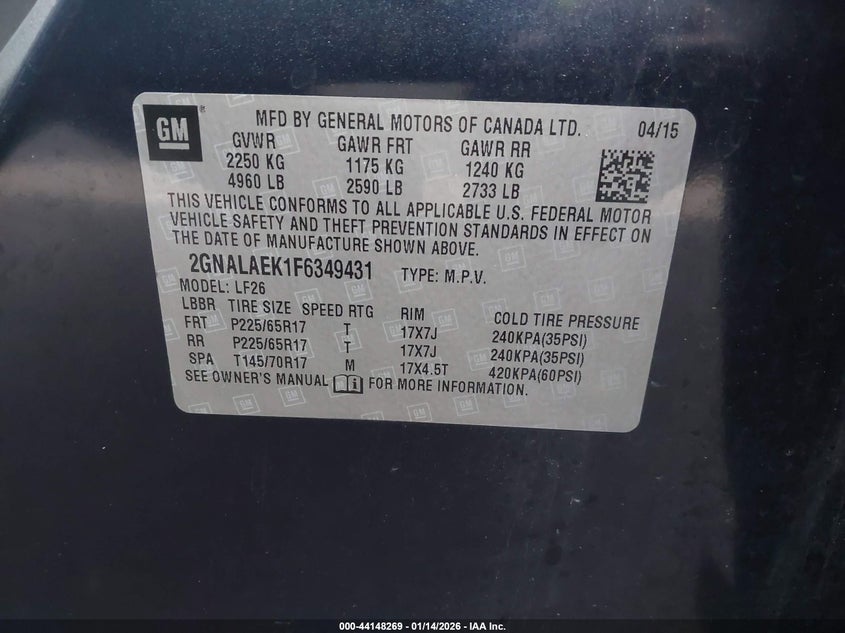 GM
MFD BY GENERAL MOTORS OF CANADA LTD. 04/15
GVWR GAWR FRT GAWR RR
2250 KG 1175 KG 1240 KG
4960 LB 2590 LB 2733 LB
THIS VEHICLE CONFORMS TO ALL APPLICABLE U.S. FEDERAL MOTOR
VEHICLE SAFETY AND THEFT PREVENTION STANDARDS IN EFFECT ON
THE DATE OF MANUFACTURE SHOWN ABOVE.
2GNALAEK1F6349431 TYPE: M.P.V.
MODEL: LF26
LBBR TIRE SIZE SPEED RTG RIM COLD TIRE PRESSURE
FRT P225/65R17 T 17X7J 240KPA(35PSI)
RR P225/65R17 T 17X7J 240KPA(35PSI)
SPA T145/70R17 M 17X4.5T 420KPA(60PSI)
SEE OWNER'S MANUAL FOR MORE INFORMATION.
000-44148269 - 01/14/2026 - IAA Inc.